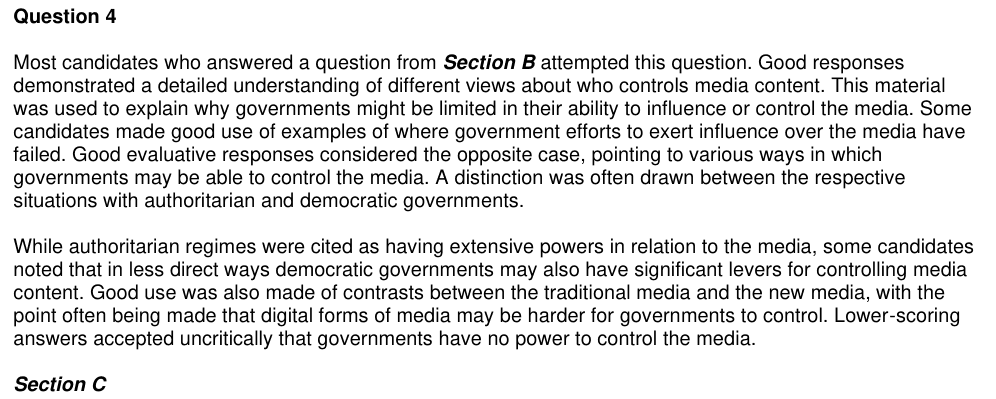 Question 4
Most candidates who answered a question from Section B attempted this question. Good responses
demonstrated a detailed understanding of different views about who controls media content. This material
was used to explain why governments might be limited in their ability to influence or control the media. Some
candidates made good use of examples of where government efforts to exert influence over the media have
failed. Good evaluative responses considered the opposite case, pointing to various ways in which
governments may be able to control the media. A distinction was often drawn between the respective
situations with authoritarian and democratic governments.
While authoritarian regimes were cited as having extensive powers in relation to the media, some candidates
noted that in less direct ways democratic governments may also have significant levers for controlling media
content. Good use was also made of contrasts between the traditional media and the new media, with the
point often being made that digital forms of media may be harder for governments to control. Lower-scoring
answers accepted uncritically that governments have no power to control the media.
Section C